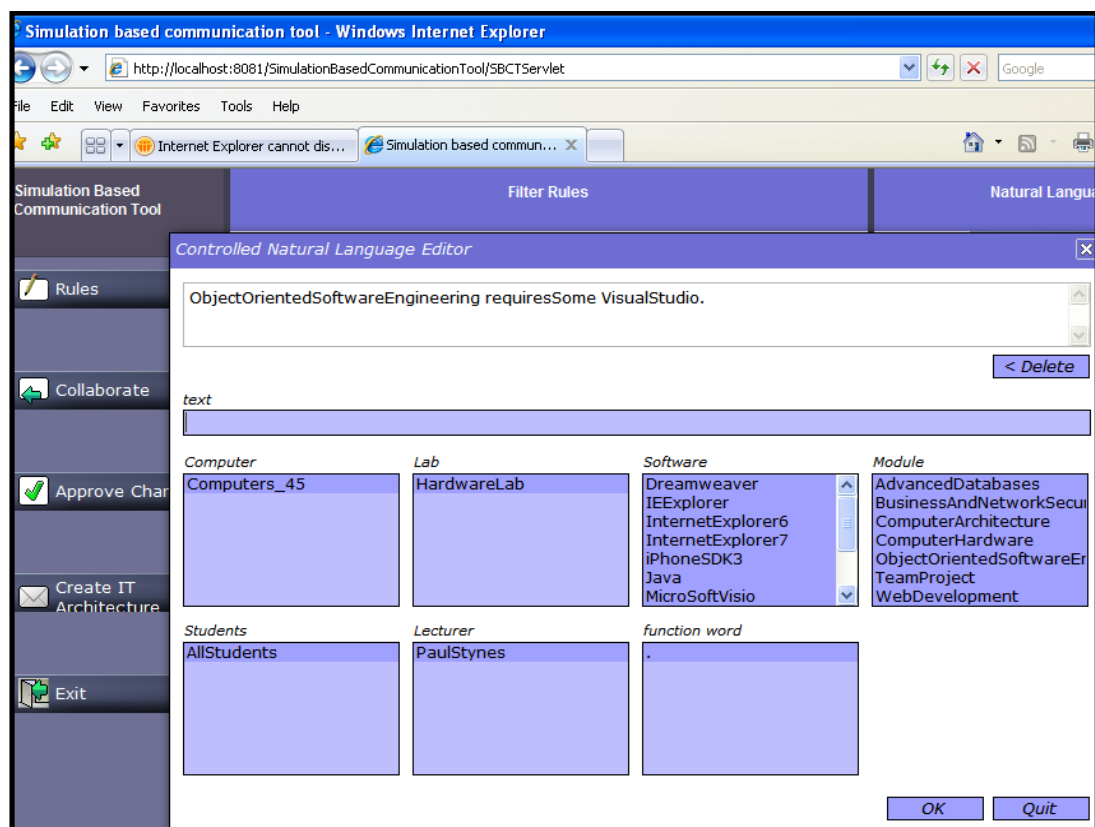 Simulation based communication tool - Windows Internet Explorer
http://localhost:8081/SimulationBasedCommunicationTool/SBCTServlet
Google
File Edit View Favorites Tools Help
Internet Explorer cannot dis...
Simulation based commun... X
Simulation Based
Communication Tool
Filter Rules
Natural Langua
Controlled Natural Language Editor
Rules
ObjectOrientedSoftwareEngineering requiresSome VisualStudio.
< Delete
Collaborate
text
Computer
Computers_45
Lab
HardwareLab
Software
Dreamweaver
IEExplorer
InternetExplorer6
InternetExplorer7
iPhoneSDK3
Java
MicroSoftVisio
Module
AdvancedDatabases
BusinessAndNetworkSecur
ComputerArchitecture
ComputerHardware
ObjectOrientedSoftwareEr
TeamProject
WebDevelopment
Approve Char
Create IT
Architecture
Students
AllStudents
Lecturer
PaulStynes
function word
.
Exit
OK
Quit